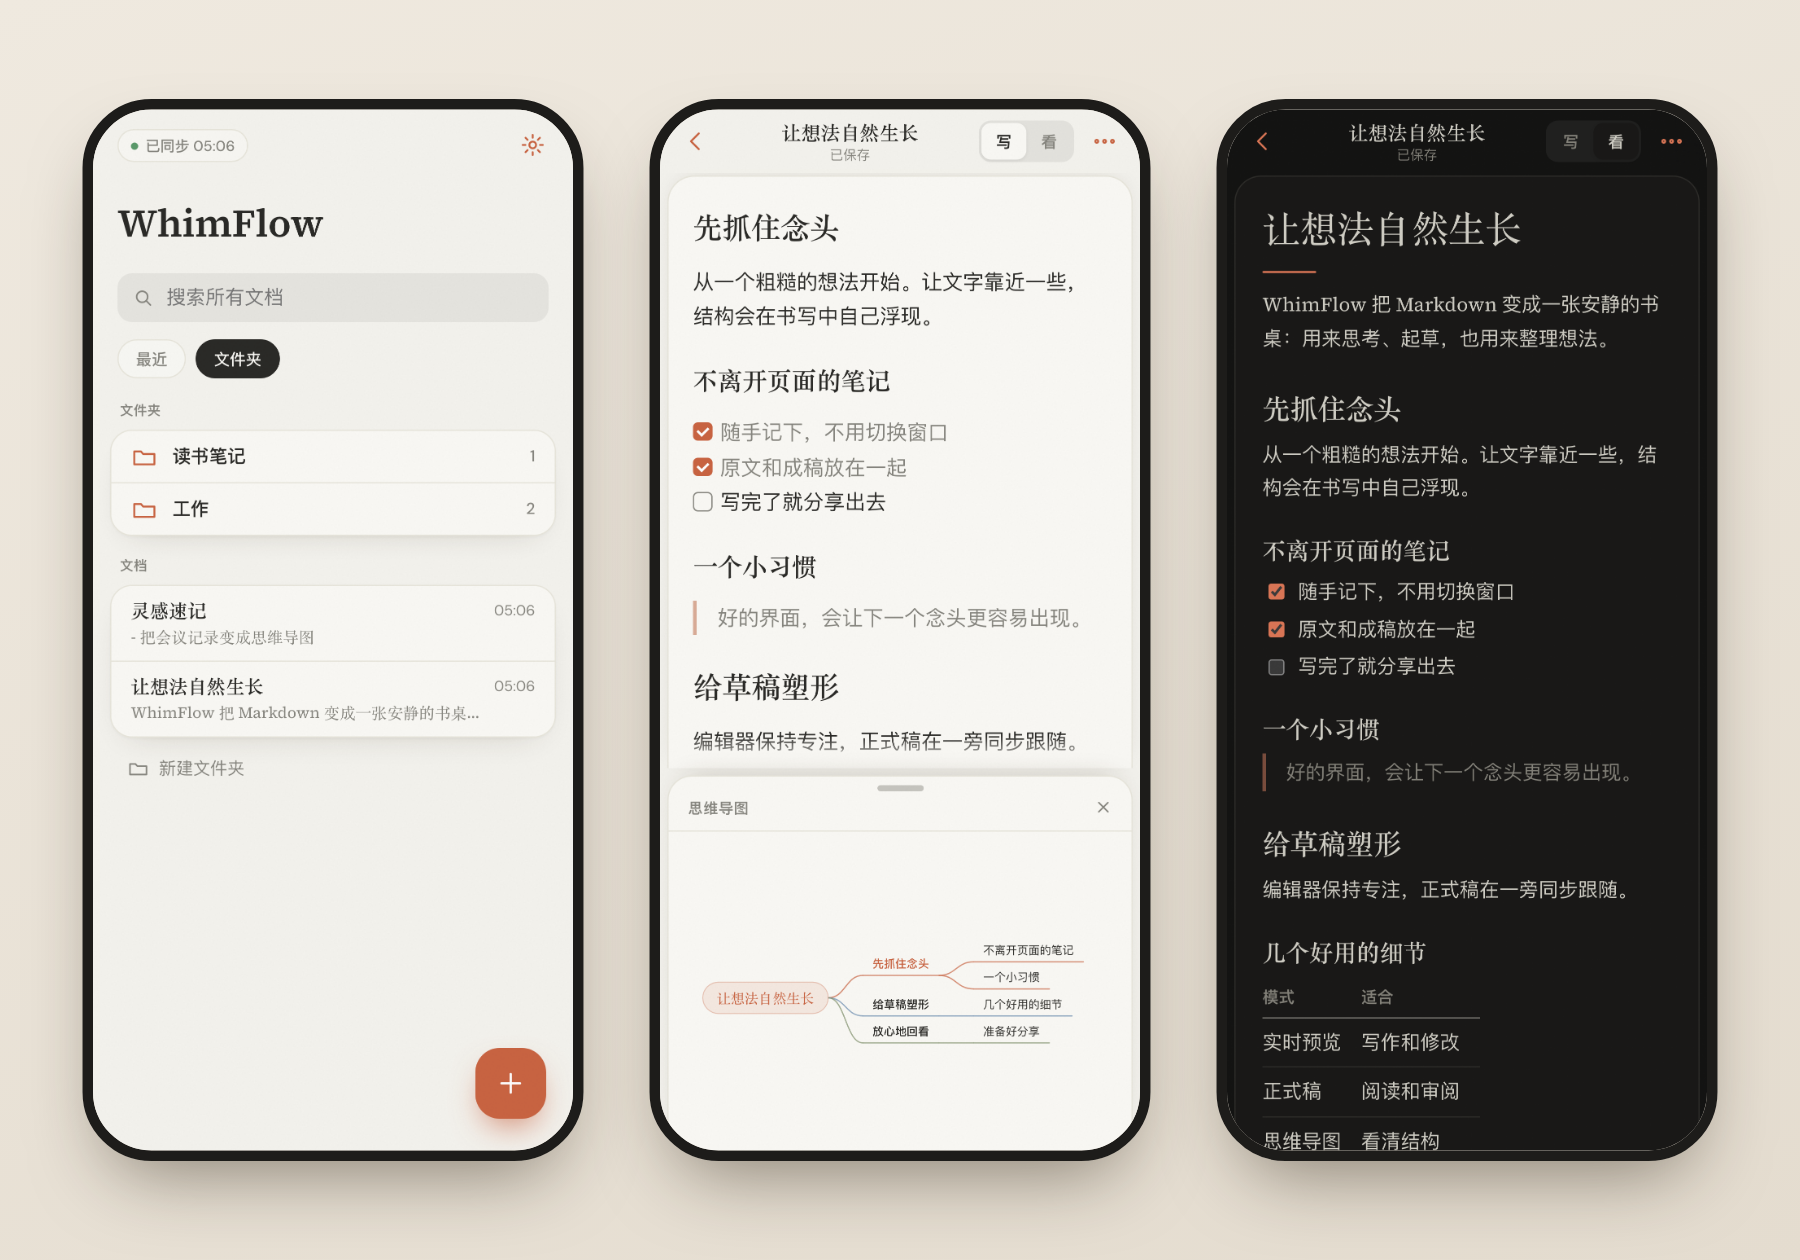 已同步 05:06
WhimFlow
搜索所有文档
最近
文件夹
文件夹
读书笔记 1
工作 2
文档
灵感速记 05:06
- 把会议记录变成思维导图
让想法自然生长 05:06
WhimFlow 把 Markdown 变成一张安静的书桌...
新建文件夹
让想法自然生长
已保存
写 看
先抓住念头
从一个粗糙的想法开始。让文字靠近一些，
结构会在书写中自己浮现。
不离开页面的笔记
随手记下，不用切换窗口
原文和成稿放在一起
写完了就分享出去
一个小习惯
好的界面，会让下一个念头更容易出现。
给草稿塑形
编辑器保持专注，正式稿在一旁同步跟随。
思维导图
让想法自然生长
先抓住念头
不离开页面的笔记
一个小习惯
给草稿塑形
几个好用的细节
放心地回看
准备好分享
让想法自然生长
已保存
写 看
让想法自然生长
WhimFlow 把 Markdown 变成一张安静的书
桌：用来思考、起草，也用来整理想法。
先抓住念头
从一个粗糙的想法开始。让文字靠近一些，结
构会在书写中自己浮现。
不离开页面的笔记
随手记下，不用切换窗口
原文和成稿放在一起
写完了就分享出去
一个小习惯
好的界面，会让下一个念头更容易出现。
给草稿塑形
编辑器保持专注，正式稿在一旁同步跟随。
几个好用的细节
模式 适合
实时预览 写作和修改
正式稿 阅读和审阅
思维导图 看清结构